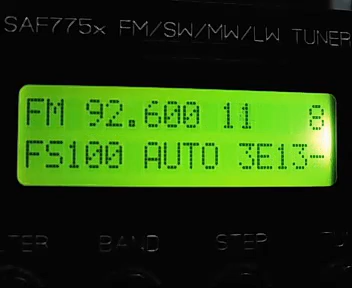 SAF775x FM/SW/MW/LW TUNER
FM 92.600 11 8
FS100 AUTO 3E13-
BAND STEP